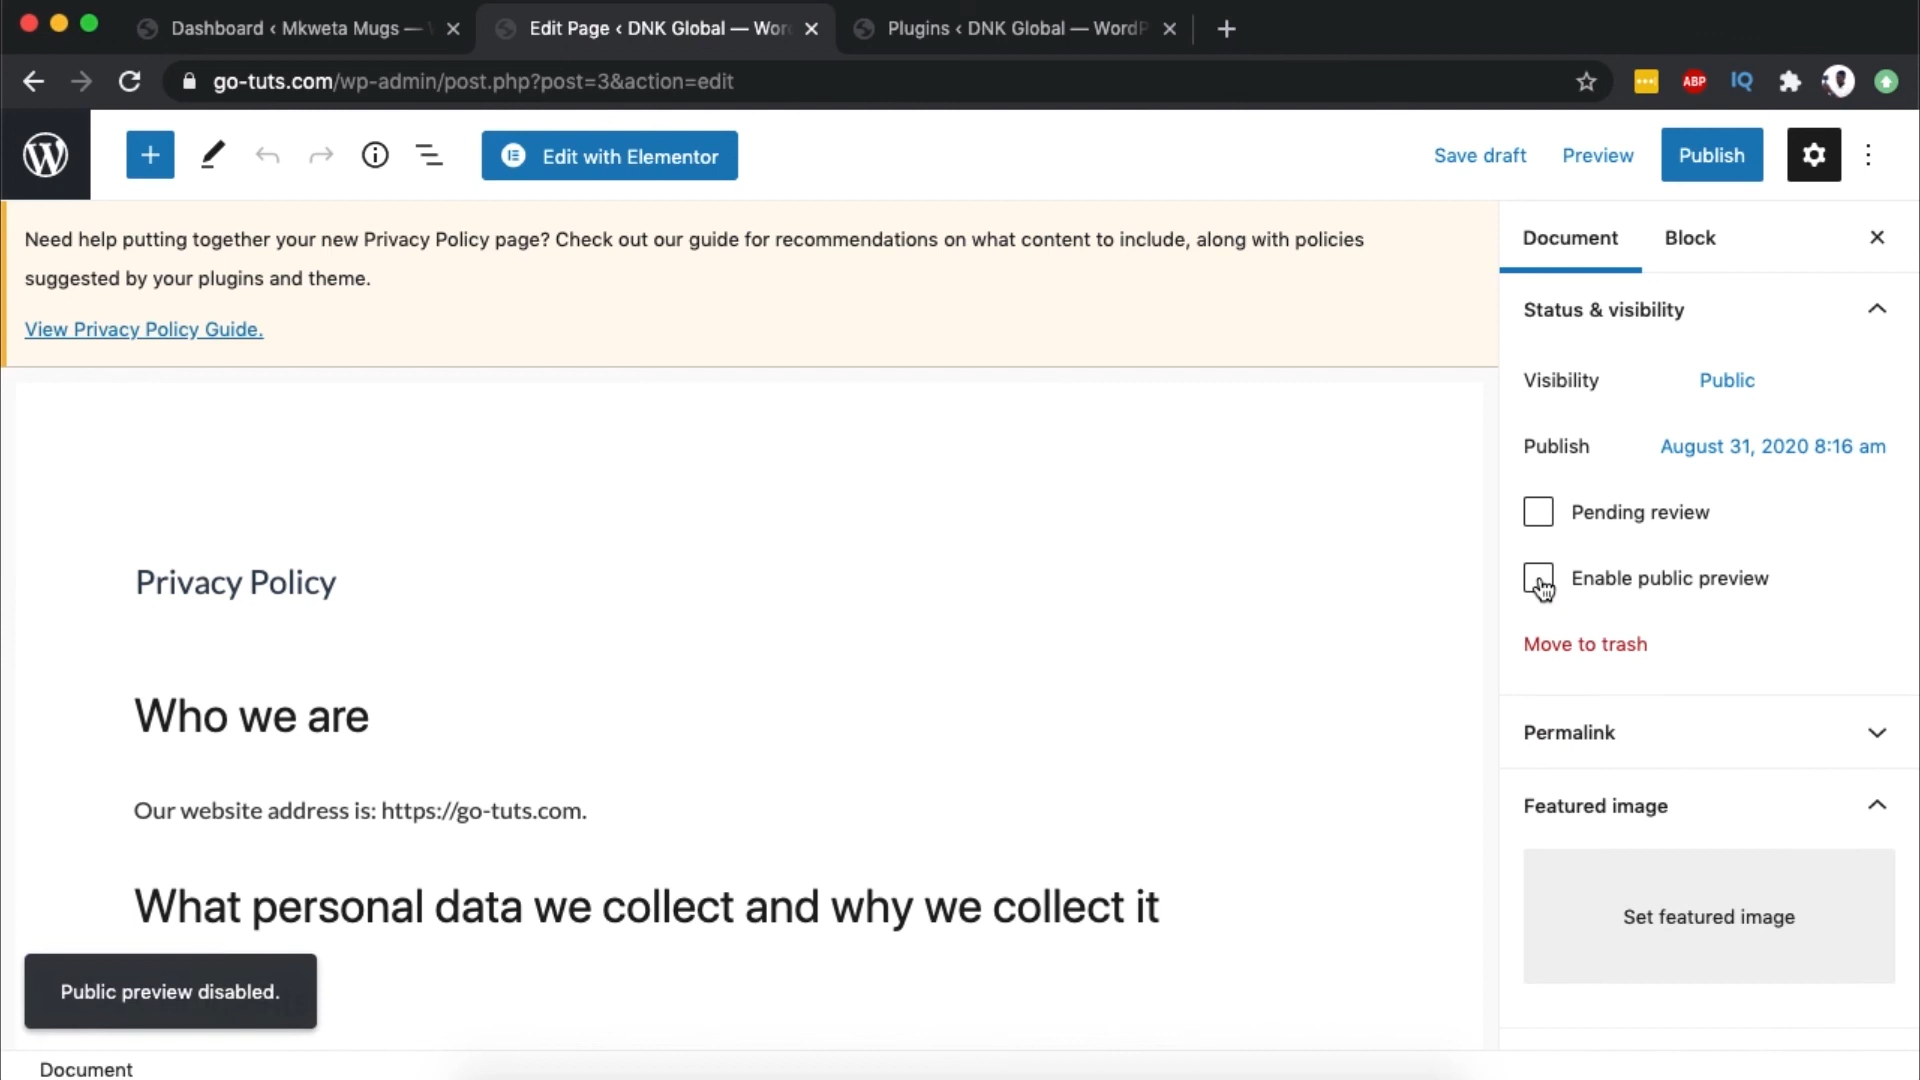 Dashboard ‹ Mkweta Mugs —
Edit Page ‹ DNK Global — Wor
Plugins ‹ DNK Global — WordP
go-tuts.com/wp-admin/post.php?post=3&action=edit
ABP
IQ
Edit with Elementor
Save draft
Preview
Publish
Need help putting together your new Privacy Policy page? Check out our guide for recommendations on what content to include, along with policies
suggested by your plugins and theme.
View Privacy Policy Guide.
Document
Block
Status & visibility
Visibility
Public
Publish
August 31, 2020 8:16 am
Pending review
Enable public preview
Move to trash
Permalink
Featured image
Set featured image
Privacy Policy
Who we are
Our website address is: https://go-tuts.com.
What personal data we collect and why we collect it
Public preview disabled.
Document